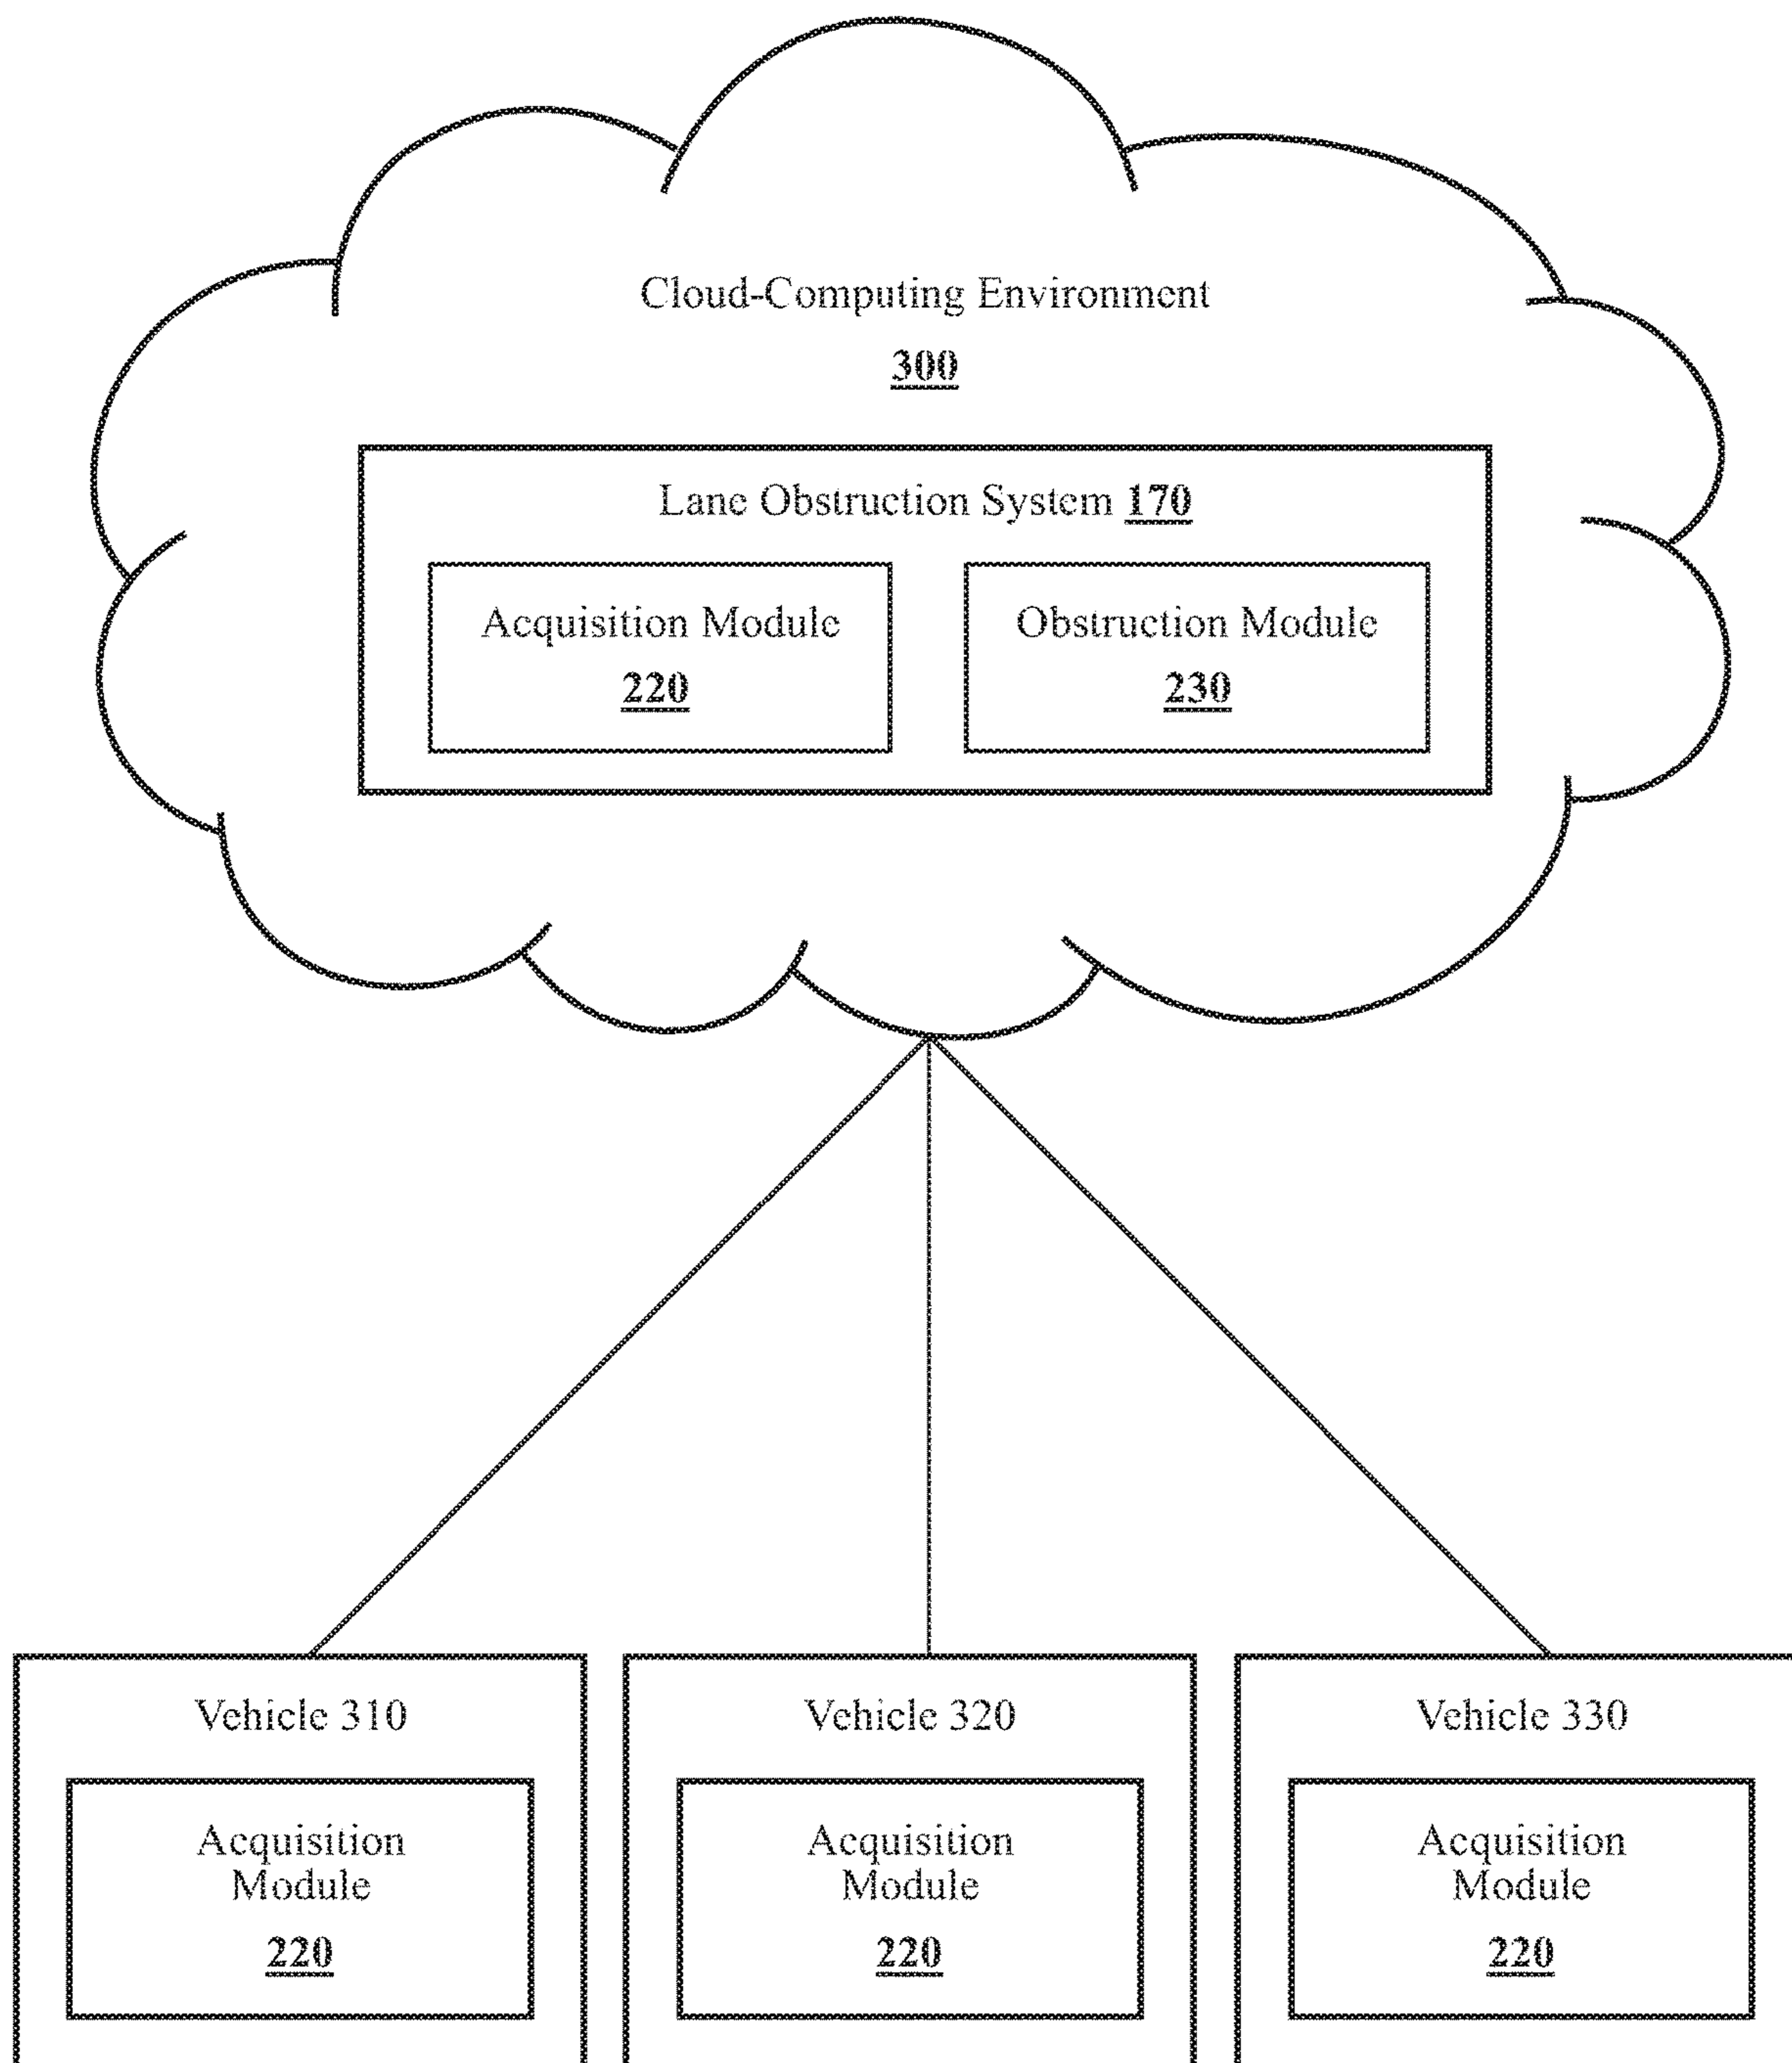 Cloud-Computing Environment
300
Lane Obstruction System 170
Acquisition Module
220
Obstruction Module
230
Vehicle 310
Acquisition
Module
220
Vehicle 320
Acquisition
Module
220
Vehicle 330
Acquisition
Module
220